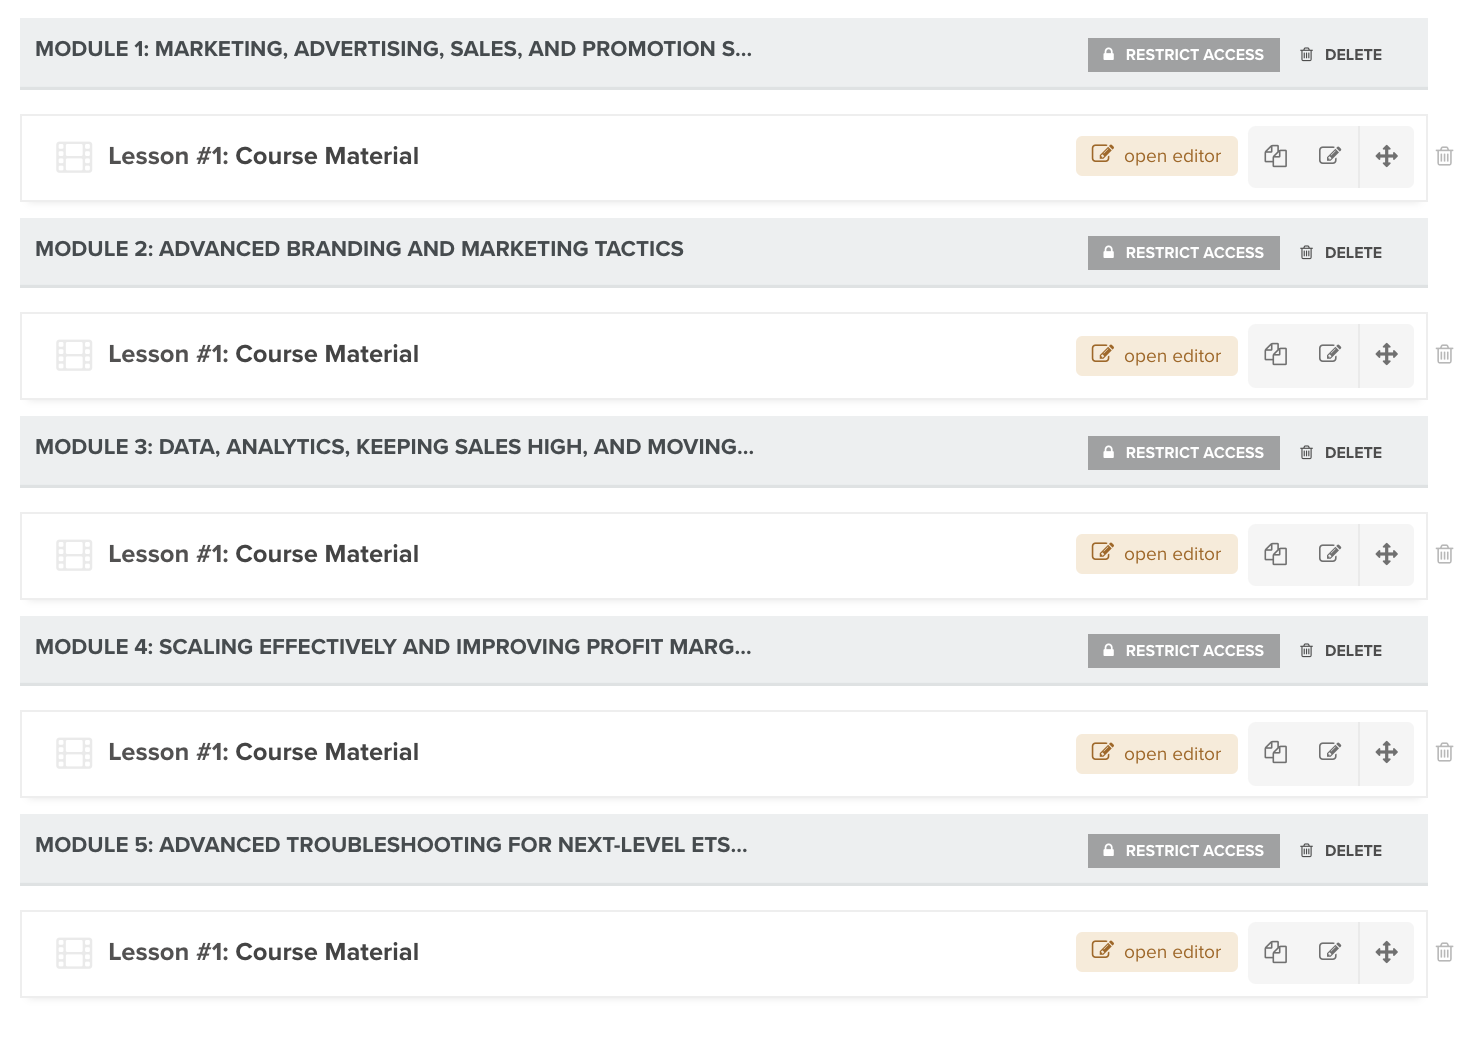 MODULE 1: MARKETING, ADVERTISING, SALES, AND PROMOTION S...
RESTRICT ACCESS
DELETE
Lesson #1: Course Material
open editor
MODULE 2: ADVANCED BRANDING AND MARKETING TACTICS
RESTRICT ACCESS
DELETE
Lesson #1: Course Material
open editor
MODULE 3: DATA, ANALYTICS, KEEPING SALES HIGH, AND MOVING...
RESTRICT ACCESS
DELETE
Lesson #1: Course Material
open editor
MODULE 4: SCALING EFFECTIVELY AND IMPROVING PROFIT MARG...
RESTRICT ACCESS
DELETE
Lesson #1: Course Material
open editor
MODULE 5: ADVANCED TROUBLESHOOTING FOR NEXT-LEVEL ETS...
RESTRICT ACCESS
DELETE
Lesson #1: Course Material
open editor